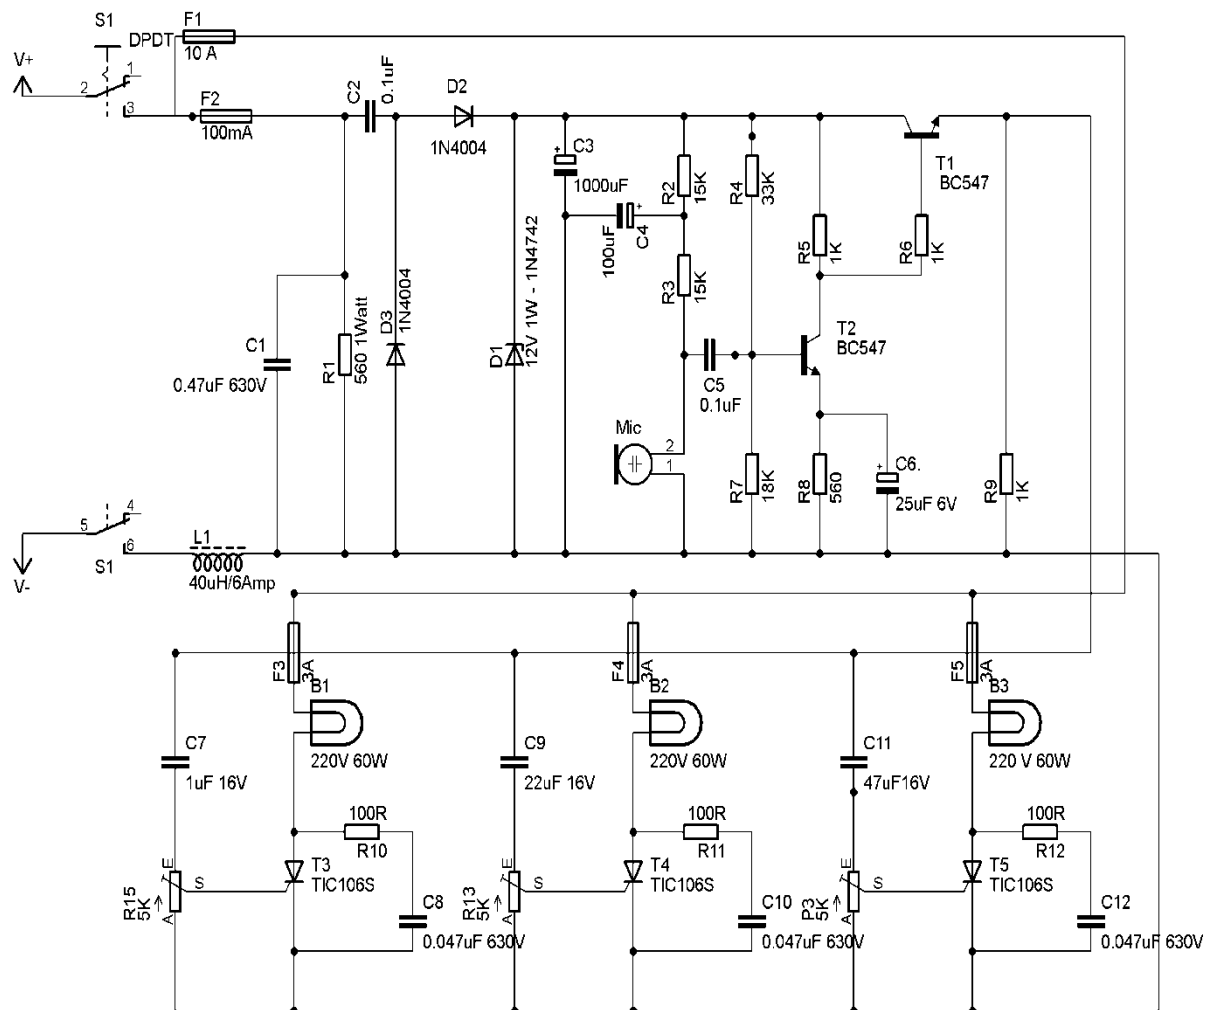 S1
F1
DPDT
10 A
V+
1
2
3
F2
100mA
C2
0.1uF
D2
1N4004
C3
+
1000uF
R2
15K
R4
33K
T1
BC547
C4
+
100uF
R3
15K
R5
1K
R6
1K
D3
1N4004
D1
12V 1W - 1N4742
C1
0.47uF 630V
R1
560 1Watt
T2
BC547
C5
0.1uF
Mic
2
1
R7
18K
R8
560
C6.
+
25uF 6V
R9
1K
4
5
6
V-
S1
L1
40uH/6Amp
F3
3A
F4
3A
F5
3A
B1
220V 60W
B2
220V 60W
B3
220 V 60W
C7
1uF 16V
C9
22uF 16V
C11
47uF16V
100R
R10
100R
R11
100R
R12
T3
TIC106S
T4
TIC106S
T5
TIC106S
E
S
A
R15
5K
E
S
A
R13
5K
E
S
A
P3
5K
C8
0.047uF 630V
C10
0.047uF 630V
C12
0.047uF 630V